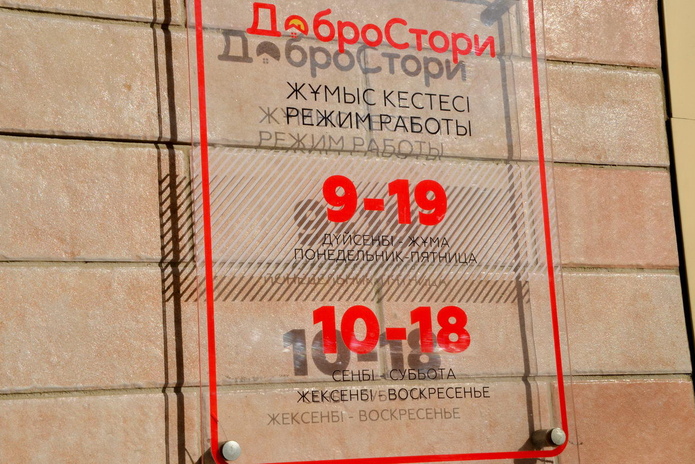 ДоброСтори
ЖҰМЫС КЕСТЕСІ
РЕЖИМ РАБОТЫ
9-19
ДҮЙСЕНБІ - ЖҰМА
ПОНЕДЕЛЬНИК-ПЯТНИЦА
10-18
СЕНБІ - СУББОТА
ЖЕКСЕНБІ - ВОСКРЕСЕНЬЕ